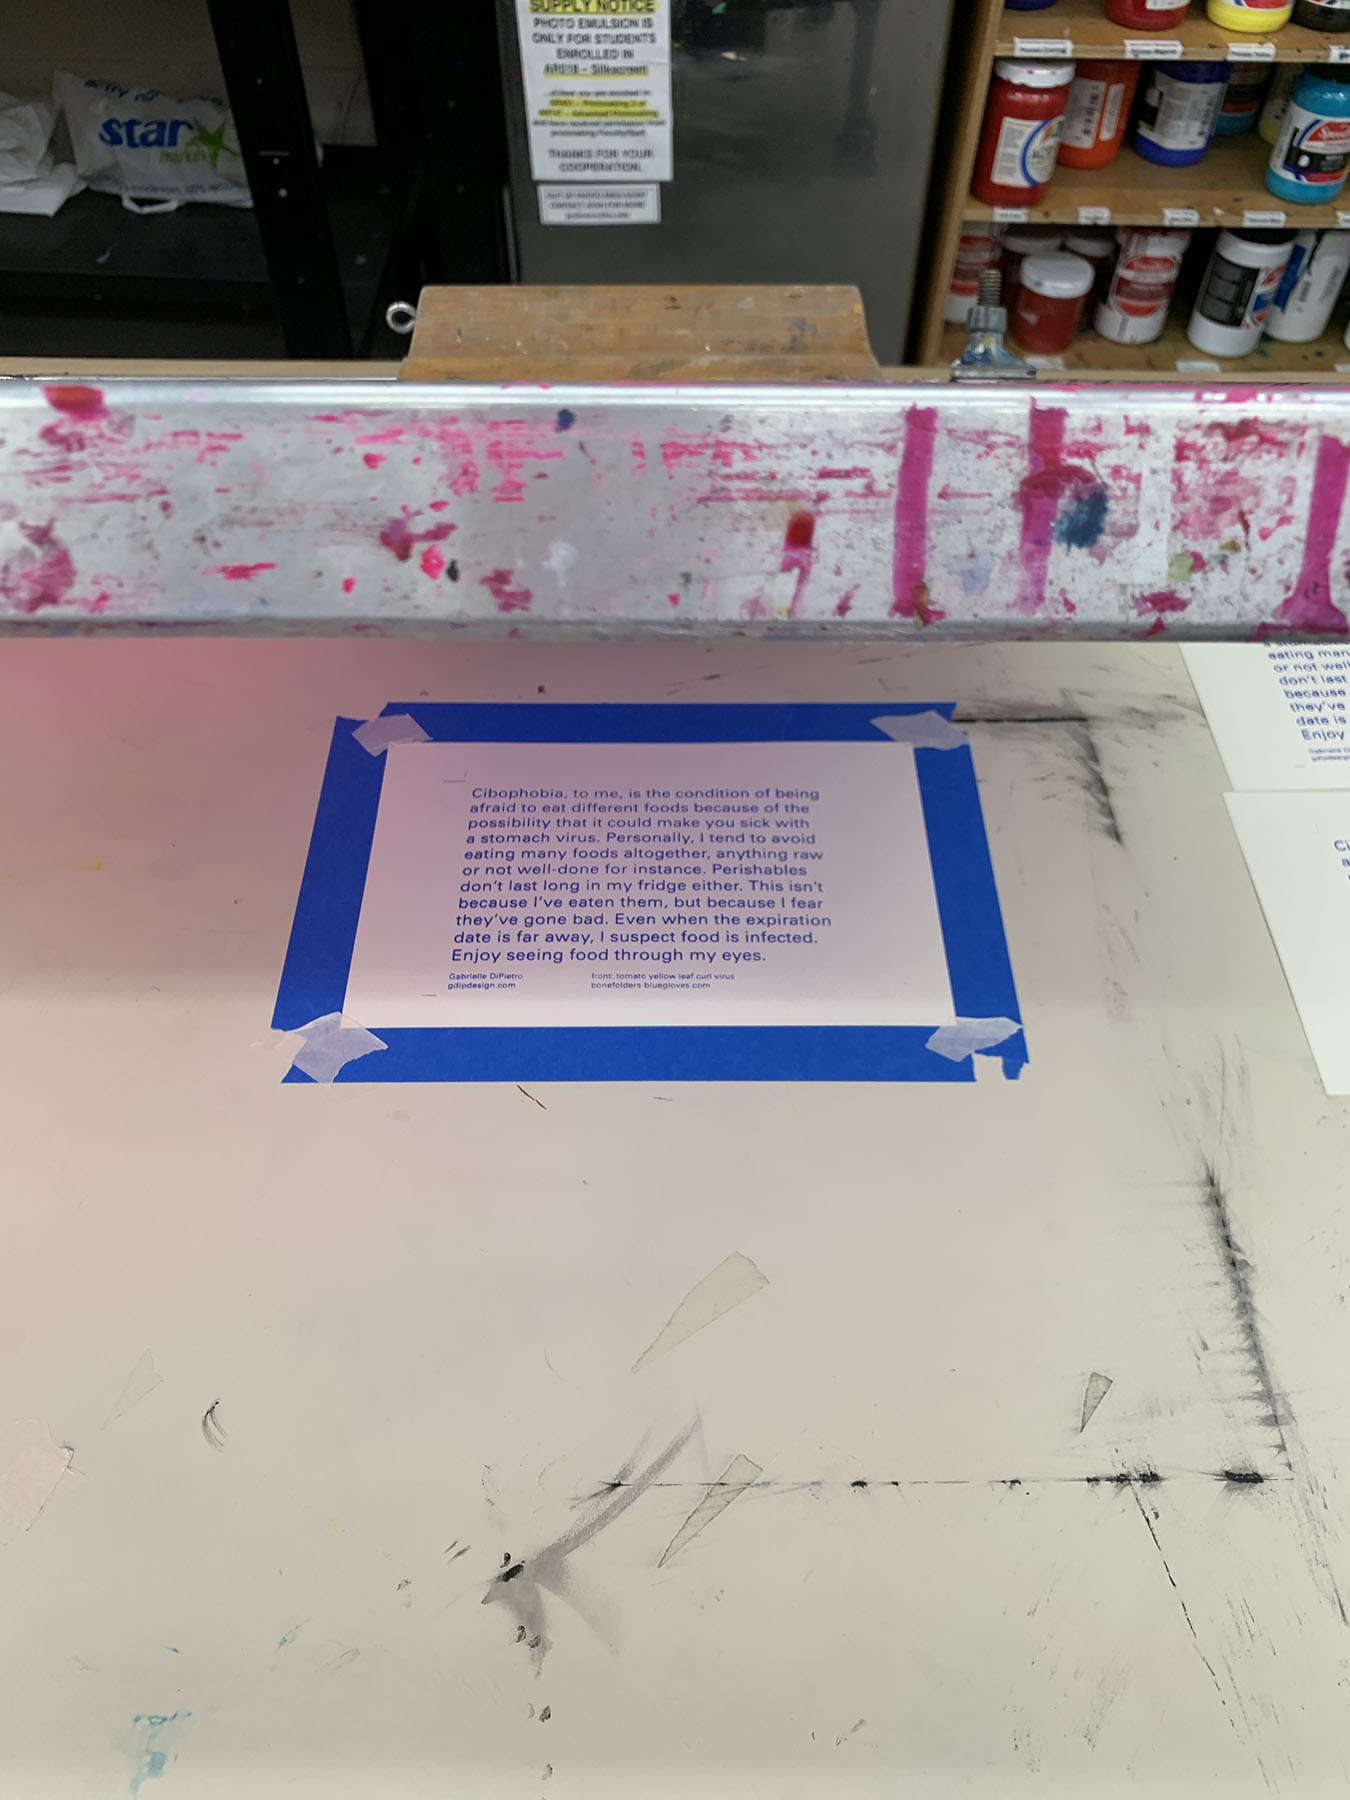 SUPPLY NOTICE
PHOTO EMULSION IS
ONLY FOR STUDENTS
ENROLLED IN
Silkscreen
THANKS FOR YOUR
COOPERATION.
star
market
Cibophobia, to me, is the condition of being
afraid to eat different foods because of the
possibility that it could make you sick with
a stomach virus. Personally, I tend to avoid
eating many foods altogether, anything raw
or not well-done for instance. Perishables
don't last long in my fridge either. This isn't
because I've eaten them, but because I fear
they've gone bad. Even when the expiration
date is far away, I suspect food is infected.
Enjoy seeing food through my eyes.
Gabrielle DiPietro
gdipdesign.com
front: tomato yellow leaf curl virus
bonefolders-bluegloves.com
eating man
or not well
don't last
because
they've
date is
Enjoy
Ci